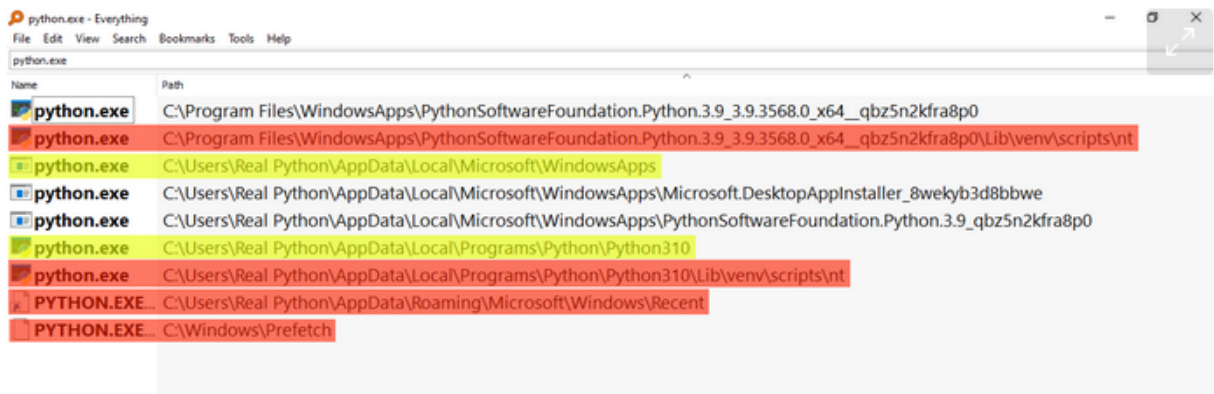 python.exe - Everything
File Edit View Search Bookmarks Tools Help
python.exe
Name Path
python.exe C:\Program Files\WindowsApps\PythonSoftwareFoundation.Python.3.9_3.9.3568.0_x64__qbz5n2kfra8p0
python.exe C:\Program Files\WindowsApps\PythonSoftwareFoundation.Python.3.9_3.9.3568.0_x64__qbz5n2kfra8p0\Lib\venv\scripts\nt
python.exe C:\Users\Real Python\AppData\Local\Microsoft\WindowsApps
python.exe C:\Users\Real Python\AppData\Local\Microsoft\WindowsApps\Microsoft.DesktopAppInstaller_8wekyb3d8bbwe
python.exe C:\Users\Real Python\AppData\Local\Microsoft\WindowsApps\PythonSoftwareFoundation.Python.3.9_qbz5n2kfra8p0
python.exe C:\Users\Real Python\AppData\Local\Programs\Python\Python310
python.exe C:\Users\Real Python\AppData\Local\Programs\Python\Python310\Lib\venv\scripts\nt
PYTHON.EXE... C:\Users\Real Python\AppData\Roaming\Microsoft\Windows\Recent
PYTHON.EXE... C:\Windows\Prefetch